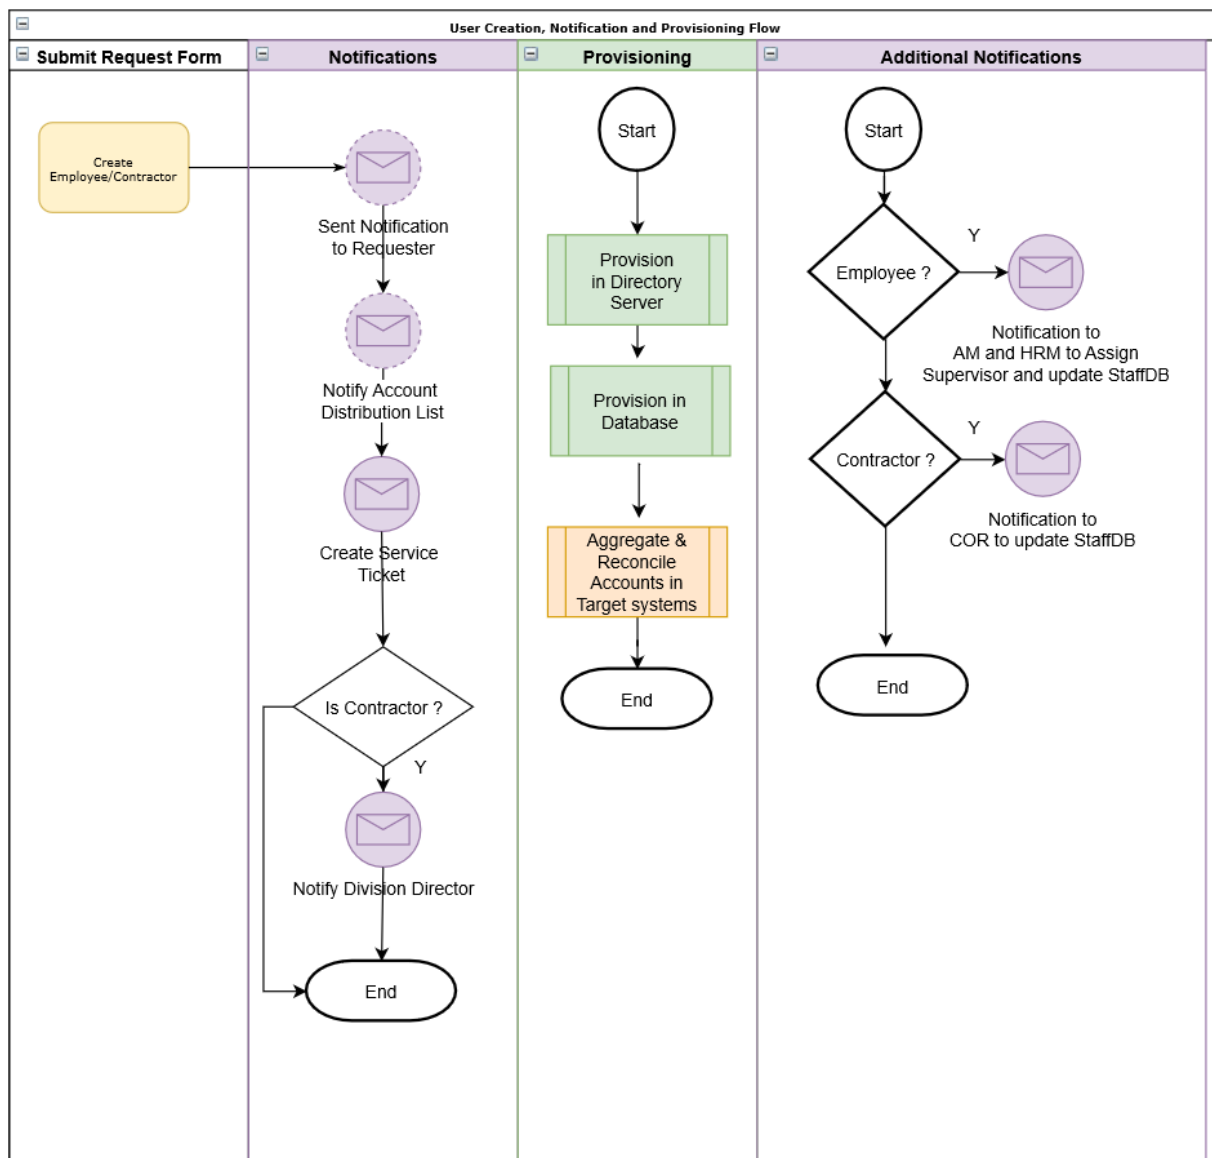 User Creation, Notification and Provisioning Flow
Submit Request Form
Notifications
Provisioning
Additional Notifications
Create
Employee/Contractor
Sent Notification
to Requester
Notify Account
Distribution List
Create Service
Ticket
Is Contractor ?
Y
Notify Division Director
End
Start
Provision
in Directory
Server
Provision in
Database
Aggregate &
Reconcile
Accounts in
Target systems
End
Start
Employee ?
Y
Notification to
AM and HRM to Assign
Supervisor and update StaffDB
Contractor ?
Y
Notification to
COR to update StaffDB
End